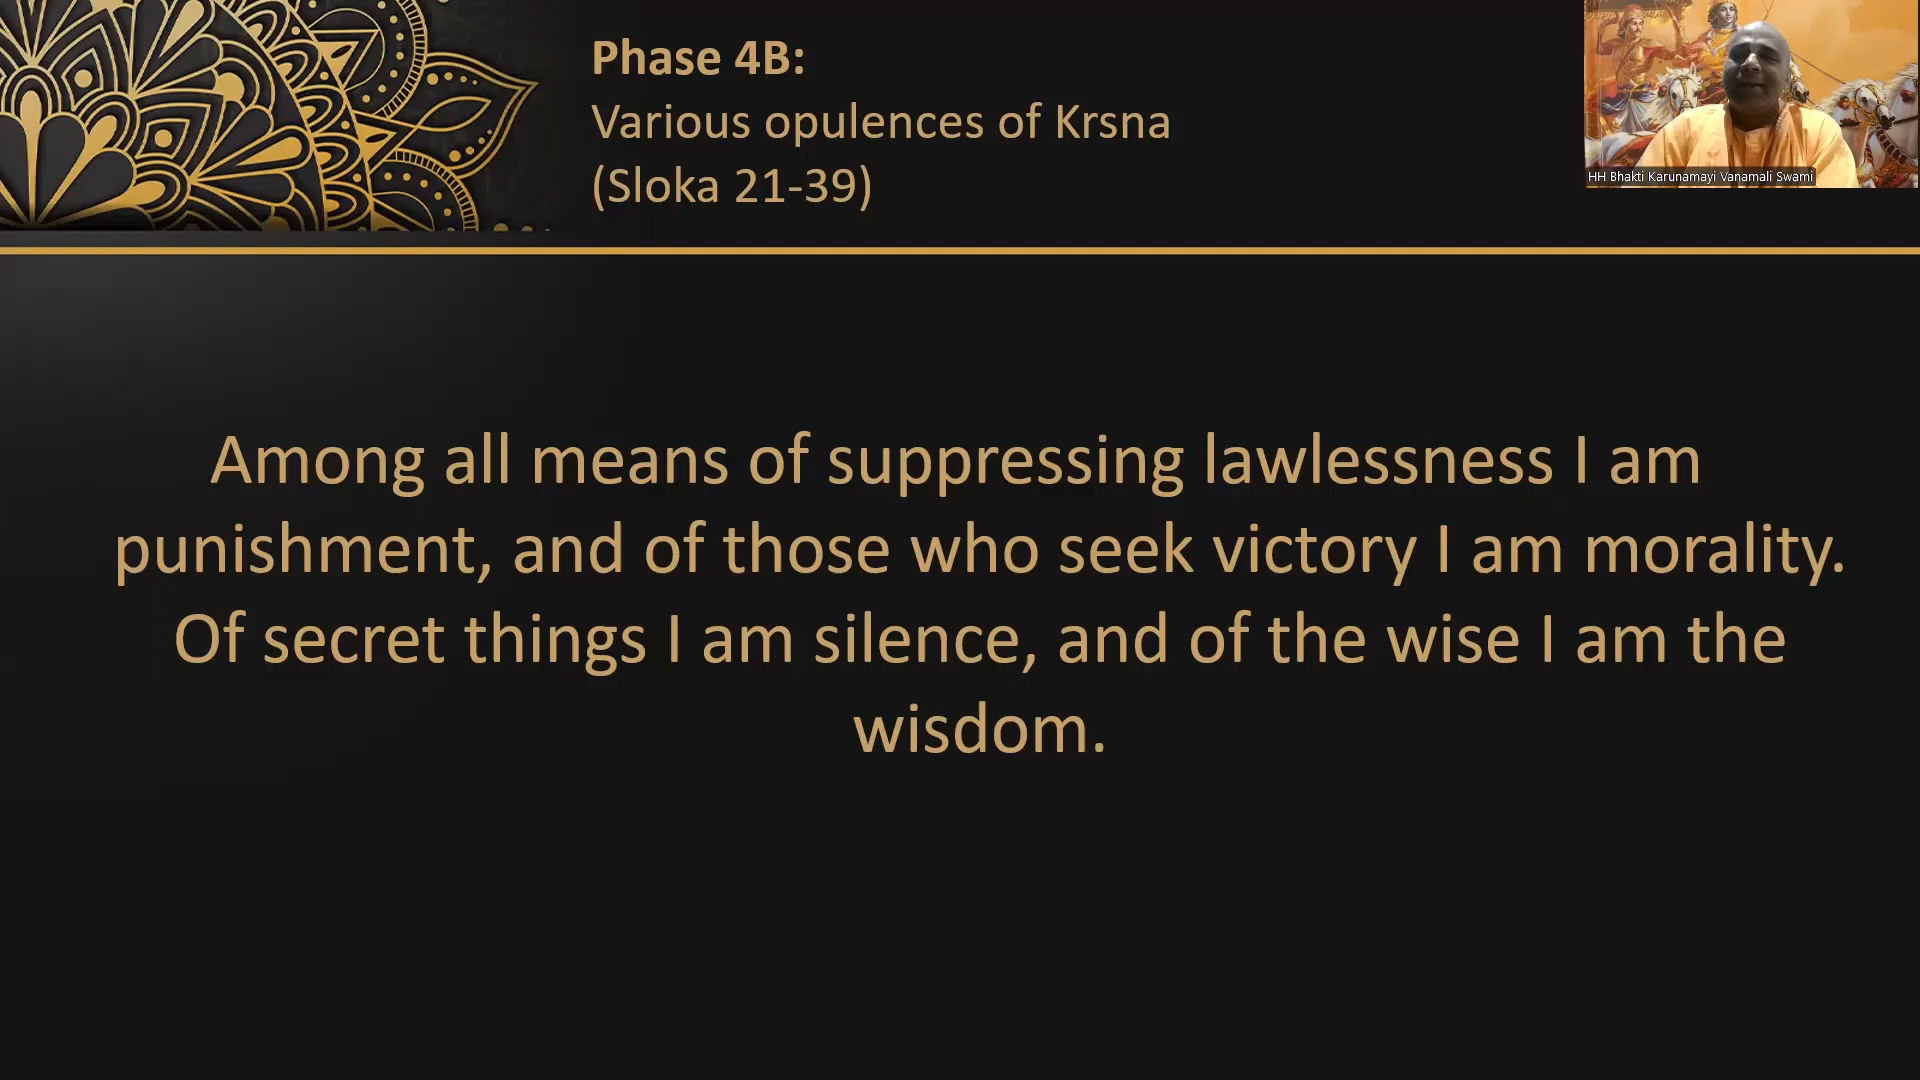 Phase 4B:
Various opulences of Krsna
(Sloka 21-39)
HH Bhakti Karunamayi Vanamali Swami
Among all means of suppressing lawlessness I am
punishment, and of those who seek victory I am morality.
Of secret things I am silence, and of the wise I am the
wisdom.